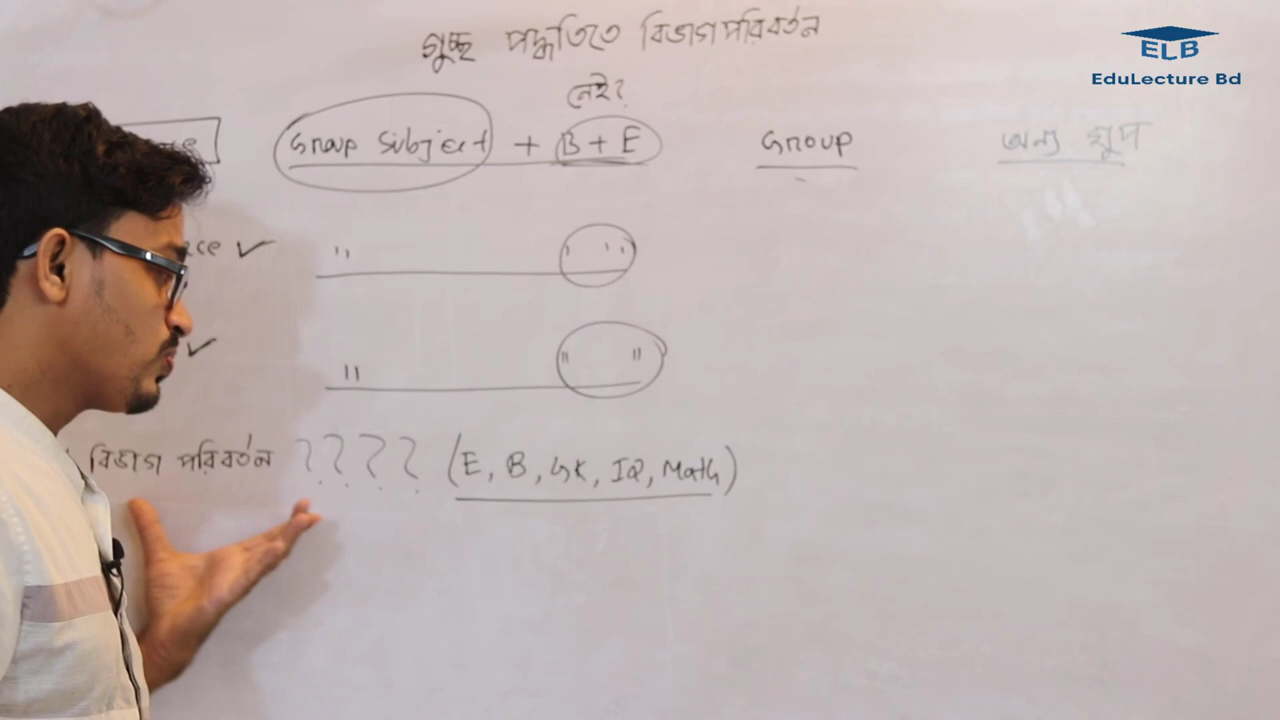 গুচ্ছ পদ্ধতিতে বিভাগ পরিবর্তন
নেই?
ELB
EduLecture Bd
Group Subject + B + E
Group
অন্য গ্রুপ
ce ✓
" "
✓
" " "
বিভাগ পরিবর্তন ???? (E, B, GK, IQ, Math)